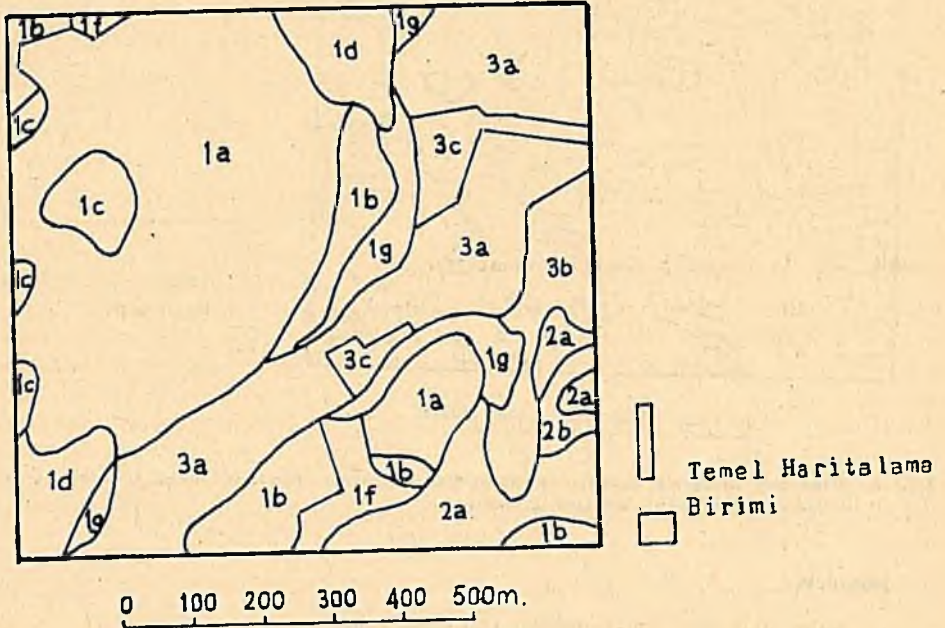 1b 1f
1d
1g
3a
1c
1a
3c
1c
1b
1g
3a
3b
1c
2a
3c
1g
1c
1a
2a
2b
3a
1d
1b
1b
1f
2a
1g
1b
Temel Haritalama
Birimi
0 100 200 300 400 500m.